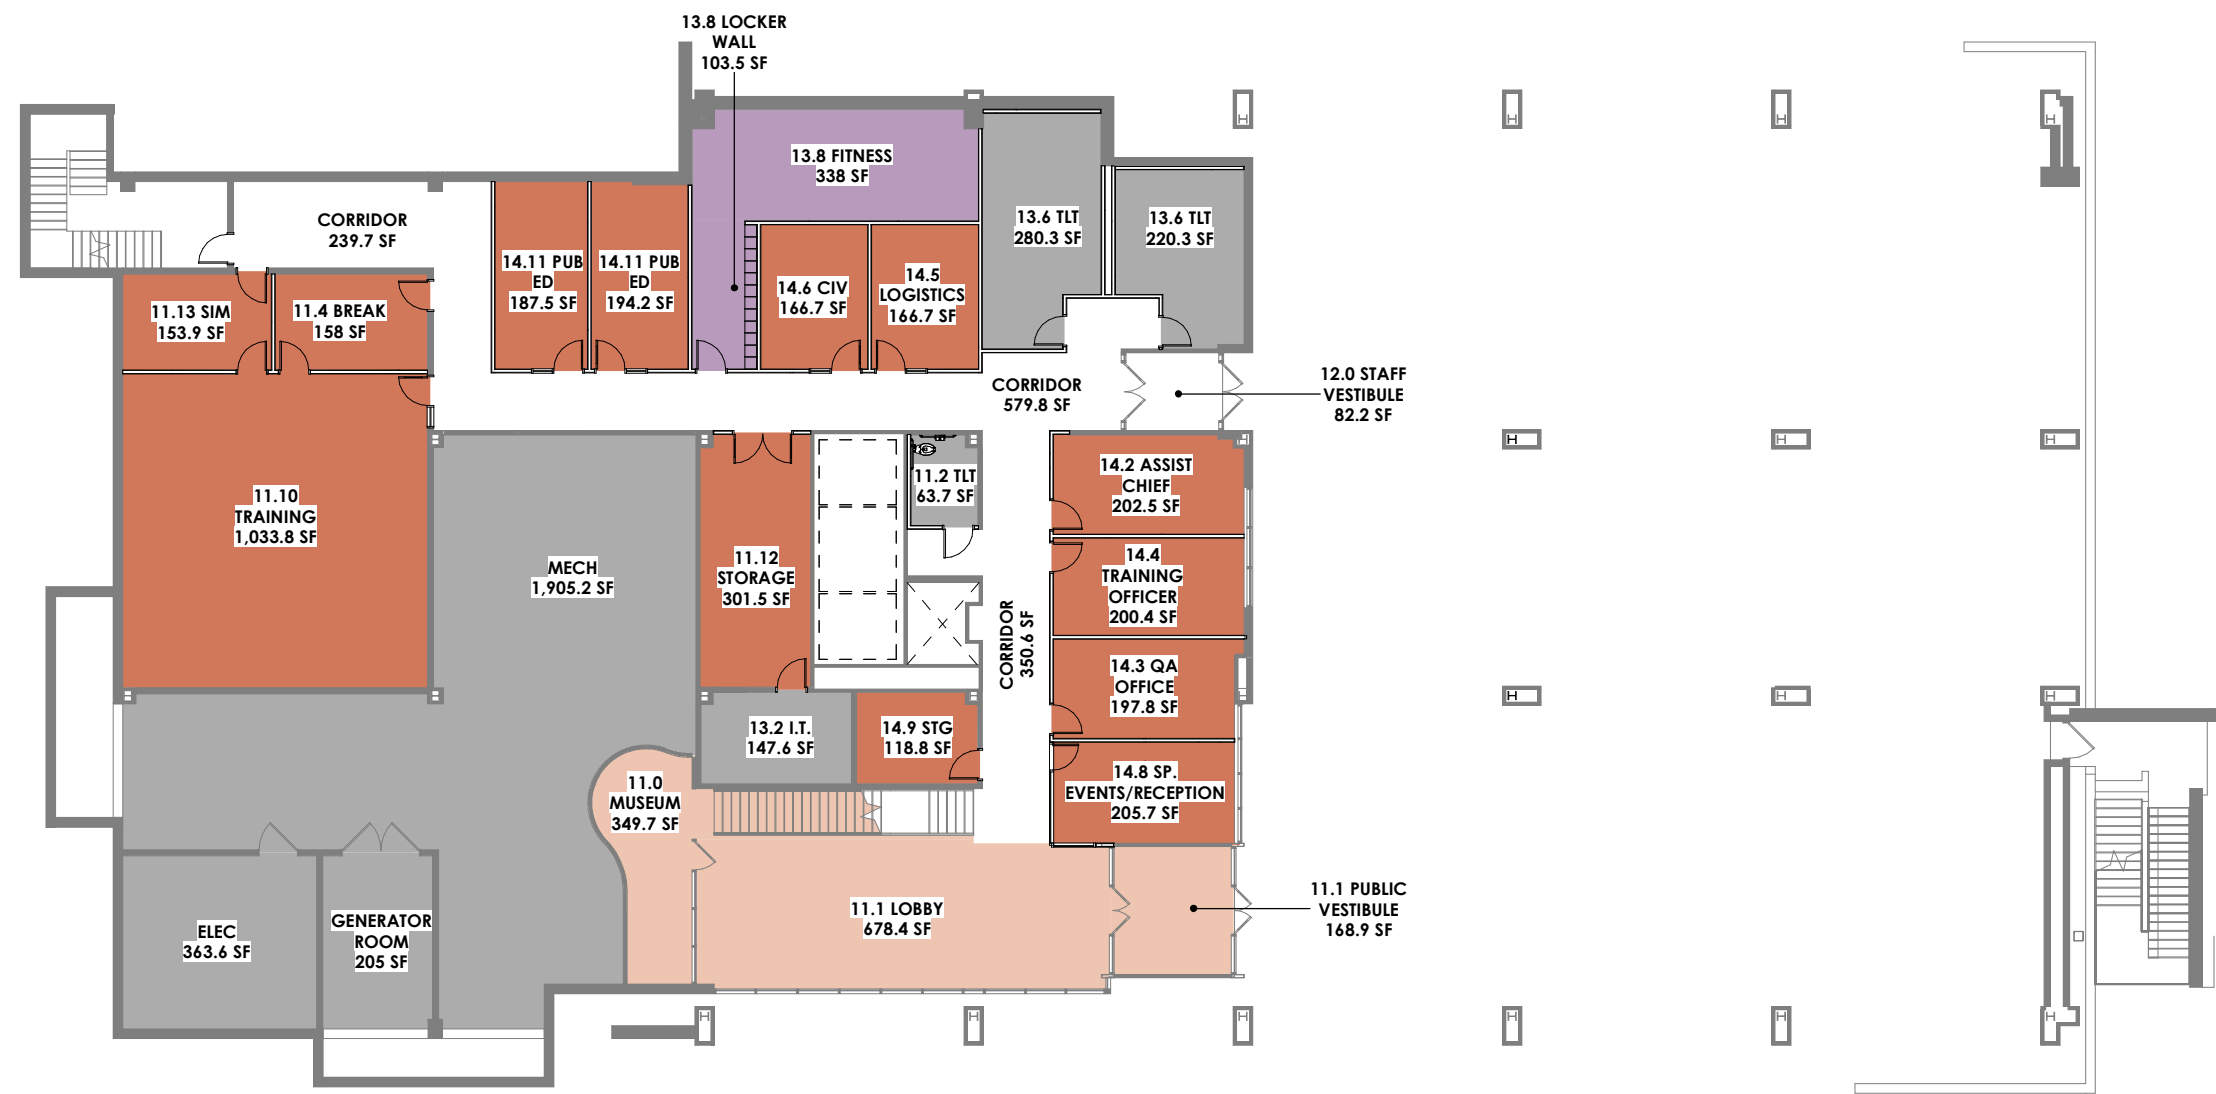 13.8 LOCKER
WALL
103.5 SF
13.8 FITNESS
338 SF
CORRIDOR
239.7 SF
13.6 TLT
280.3 SF
13.6 TLT
220.3 SF
14.11 PUB
ED
187.5 SF
14.11 PUB
ED
194.2 SF
14.6 CIV
166.7 SF
14.5
LOGISTICS
166.7 SF
11.13 SIM
153.9 SF
11.4 BREAK
158 SF
CORRIDOR
579.8 SF
12.0 STAFF
VESTIBULE
82.2 SF
11.10
TRAINING
1,033.8 SF
MECH
1,905.2 SF
11.12
STORAGE
301.5 SF
11.2 TLT
63.7 SF
14.2 ASSIST
CHIEF
202.5 SF
14.4
TRAINING
OFFICER
200.4 SF
CORRIDOR
350.6 SF
14.3 QA
OFFICE
197.8 SF
13.2 I.T.
147.6 SF
14.9 STG
118.8 SF
14.8 SP.
EVENTS/RECEPTION
205.7 SF
11.0
MUSEUM
349.7 SF
11.1 LOBBY
678.4 SF
11.1 PUBLIC
VESTIBULE
168.9 SF
ELEC
363.6 SF
GENERATOR
ROOM
205 SF